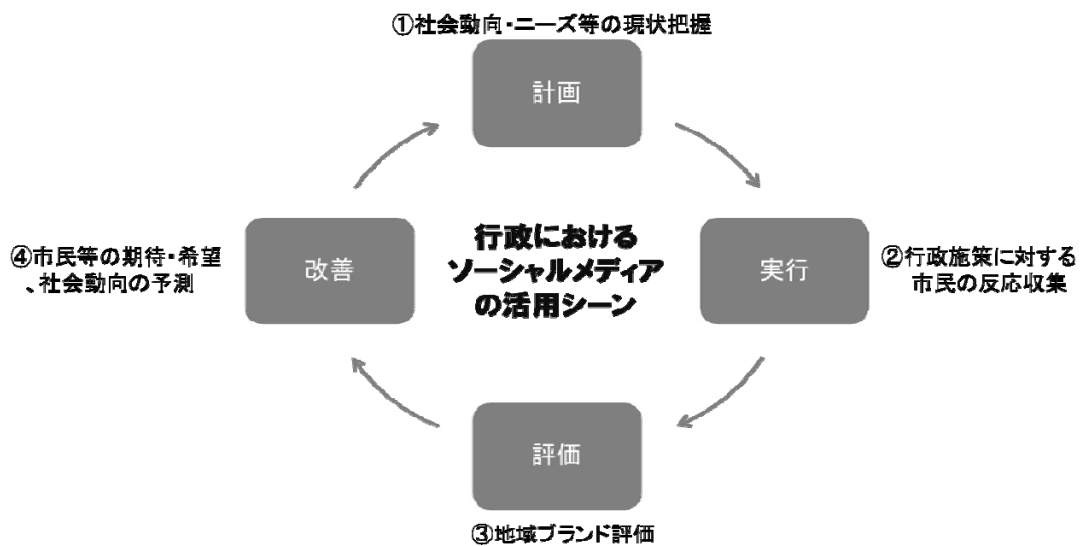 ①社会動向・ニーズ等の現状把握
計画
行政における
ソーシャルメディア
の活用シーン
実行
②行政施策に対する
市民の反応収集
評価
③地域ブランド評価
改善
④市民等の期待・希望
、社会動向の予測